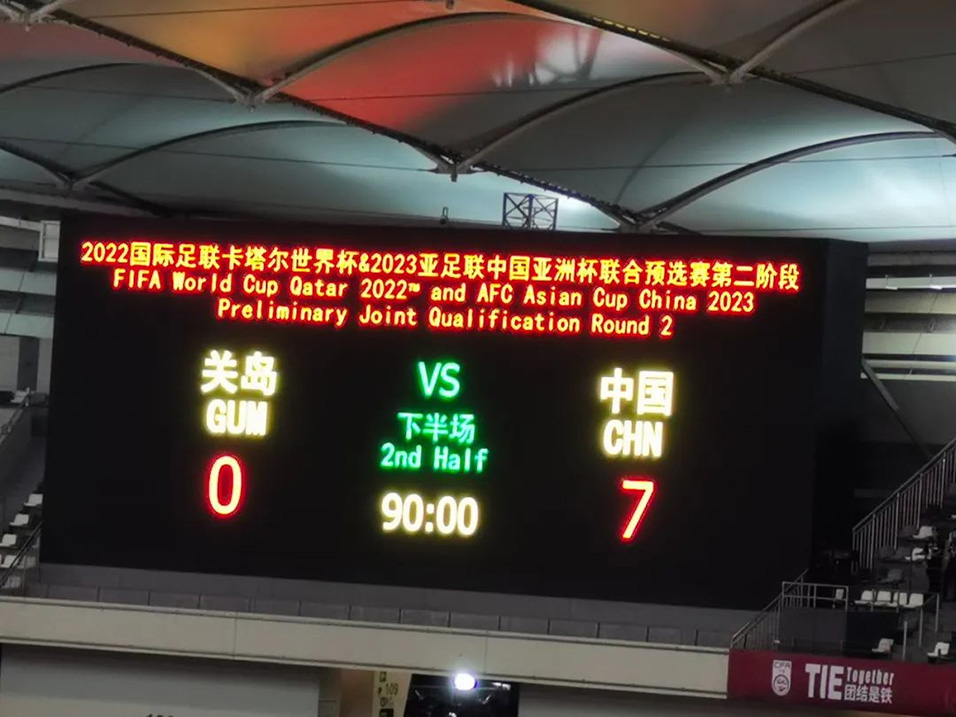 2022国际足联卡塔尔世界杯&2023亚足联中国亚洲杯联合预选赛第二阶段
FIFA World Cup Qatar 2022™ and AFC Asian Cup China 2023
Preliminary Joint Qualification Round 2
关岛
GUM
0
VS
下半场
2nd Half
90:00
中国
CHN
7
CFA
TIE Together
团结是铁
109